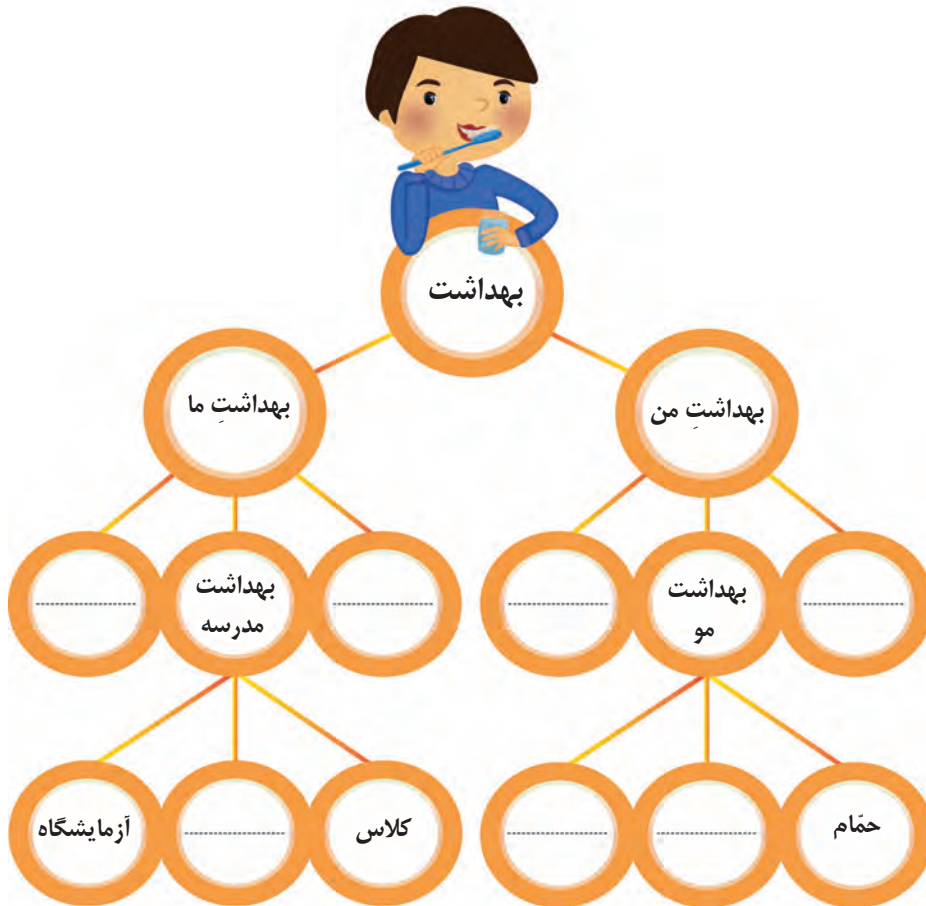 بهداشت
بهداشتِ من
بهداشتِ ما
بهداشت
مو
بهداشت
مدرسه
حمّام
کلاس
آزمایشگاه